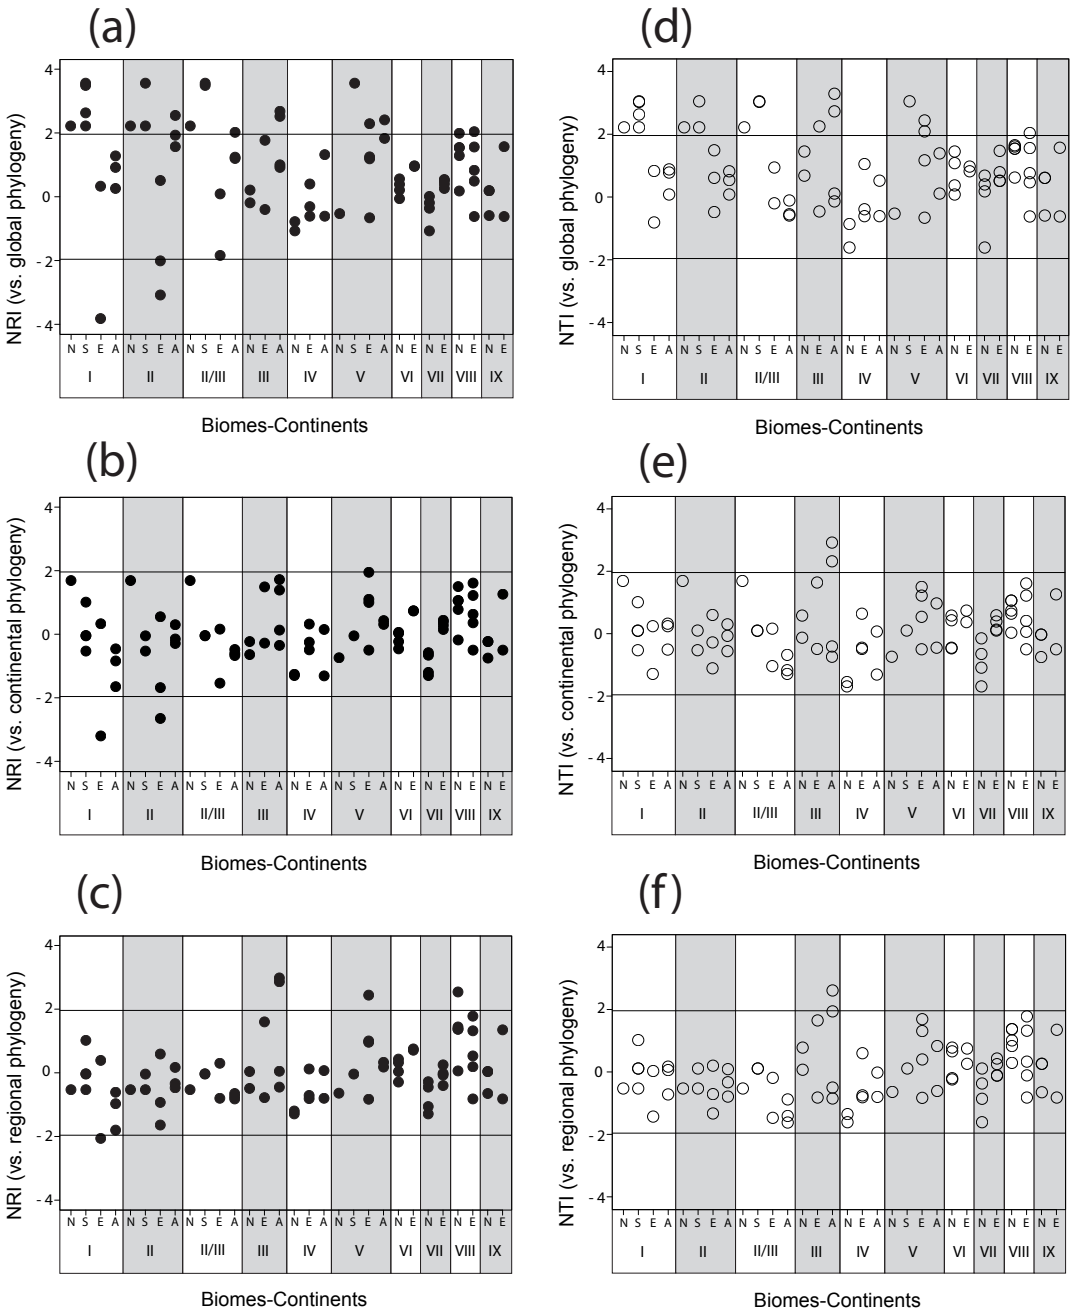 (a)
NRI (vs. global phylogeny)
4
2
0
- 2
- 4
N S E A N S E A N S E A N E A N E A N S E A N E N E N E N E
I II II/III III IV V VI VII VIII IX
Biomes-Continents
(d)
NTI (vs. global phylogeny)
4
2
0
- 2
- 4
N S E A N S E A N S E A N E A N E A N S E A N E N E N E N E
I II II/III III IV V VI VII VIII IX
Biomes-Continents
(b)
NRI (vs. continental phylogeny)
4
2
0
- 2
- 4
N S E A N S E A N S E A N E A N E A N S E A N E N E N E N E
I II II/III III IV V VI VII VIII IX
Biomes-Continents
(e)
NTI (vs. continental phylogeny)
4
2
0
- 2
- 4
N S E A N S E A N S E A N E A N E A N S E A N E N E N E N E
I II II/III III IV V VI VII VIII IX
Biomes-Continents
(c)
NRI (vs. regional phylogeny)
4
2
0
- 2
- 4
N S E A N S E A N S E A N E A N E A N S E A N E N E N E N E
I II II/III III IV V VI VII VIII IX
Biomes-Continents
(f)
NTI (vs. regional phylogeny)
4
2
0
- 2
- 4
N S E A N S E A N S E A N E A N E A N S E A N E N E N E N E
I II II/III III IV V VI VII VIII IX
Biomes-Continents